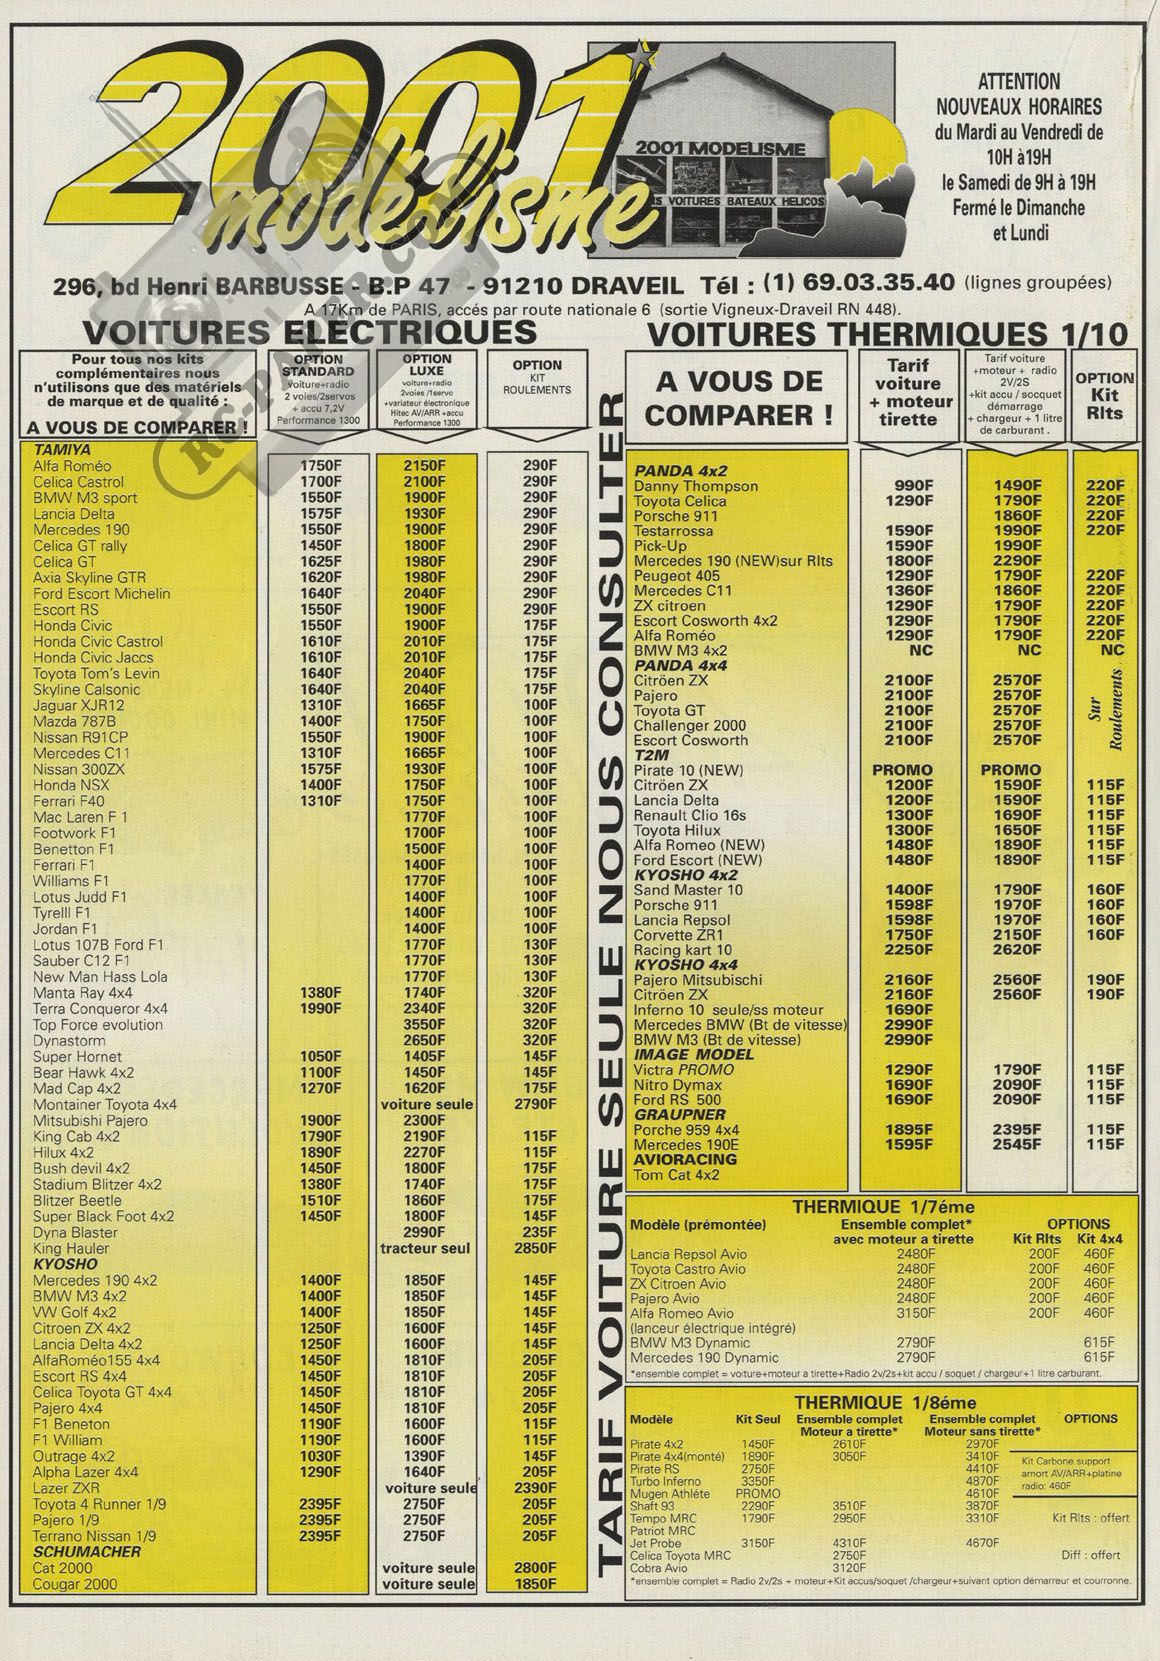 2001
modélisme
2001 MODELISME
S VOITURES BATEAUX HELICOS
ATTENTION
NOUVEAUX HORAIRES
du Mardi au Vendredi de
10H à19H
le Samedi de 9H à 19H
Fermé le Dimanche
et Lundi
RC-PAPER.COM
296, bd Henri BARBUSSE - B.P 47 - 91210 DRAVEIL Tél : (1) 69.03.35.40 (lignes groupées)
A 17Km de PARIS, accés par route nationale 6 (sortie Vigneux-Draveil RN 448).
VOITURES ELECTRIQUES
Pour tous nos kits
complémentaires nous
n'utilisons que des matériels
de marque et de qualité :
A VOUS DE COMPARER !
OPTION
STANDARD
voiture+radio
2 voies/2servos
+ accu 7,2V
Performance 1300
OPTION
LUXE
voiture+radio
2voies /1servo
+variateur électronique
Hitec AV/ARR +accu
Performance 1300
OPTION
KIT
ROULEMENTS
TAMIYA
Alfa Roméo 1750F 2150F 290F
Celica Castrol 1700F 2100F 290F
BMW M3 sport 1550F 1900F 290F
Lancia Delta 1575F 1930F 290F
Mercedes 190 1550F 1900F 290F
Celica GT rally 1450F 1800F 290F
Celica GT 1625F 1980F 290F
Axia Skyline GTR 1620F 1980F 290F
Ford Escort Michelin 1640F 2040F 290F
Escort RS 1550F 1900F 290F
Honda Civic 1550F 1900F 175F
Honda Civic Castrol 1610F 2010F 175F
Honda Civic Jaccs 1610F 2010F 175F
Toyota Tom's Levin 1640F 2040F 175F
Skyline Calsonic 1640F 2040F 175F
Jaguar XJR12 1310F 1665F 100F
Mazda 787B 1400F 1750F 100F
Nissan R91CP 1550F 1900F 100F
Mercedes C11 1310F 1665F 100F
Nissan 300ZX 1575F 1930F 100F
Honda NSX 1400F 1750F 100F
Ferrari F40 1310F 1750F 100F
Mac Laren F 1 1770F 100F
Footwork F1 1700F 100F
Benetton F1 1500F 100F
Ferrari F1 1400F 100F
Williams F1 1770F 100F
Lotus Judd F1 1400F 100F
Tyrelll F1 1400F 100F
Jordan F1 1400F 100F
Lotus 107B Ford F1 1770F 130F
Sauber C12 F1 1770F 130F
New Man Hass Lola 1770F 130F
Manta Ray 4x4 1380F 1740F 320F
Terra Conqueror 4x4 1990F 2340F 320F
Top Force evolution 3550F 320F
Dynastorm 2650F 320F
Super Hornet 1050F 1405F 145F
Bear Hawk 4x2 1100F 1450F 145F
Mad Cap 4x2 1270F 1620F 175F
Montainer Toyota 4x4 voiture seule 2790F
Mitsubishi Pajero 1900F 2300F
King Cab 4x2 1790F 2190F 115F
Hilux 4x2 1890F 2270F 115F
Bush devil 4x2 1450F 1800F 175F
Stadium Blitzer 4x2 1380F 1740F 175F
Blitzer Beetle 1510F 1860F 175F
Super Black Foot 4x2 1450F 1800F 145F
Dyna Blaster 2990F 235F
King Hauler tracteur seul 2850F
KYOSHO
Mercedes 190 4x2 1400F 1850F 145F
BMW M3 4x2 1400F 1850F 145F
VW Golf 4x2 1400F 1850F 145F
Citroen ZX 4x2 1250F 1600F 145F
Lancia Delta 4x2 1250F 1600F 145F
AlfaRoméo155 4x4 1450F 1810F 205F
Escort RS 4x4 1450F 1810F 205F
Celica Toyota GT 4x4 1450F 1810F 205F
Pajero 4x4 1450F 1810F 205F
F1 Beneton 1190F 1600F 115F
F1 William 1190F 1600F 115F
Outrage 4x2 1030F 1390F 145F
Alpha Lazer 4x4 1290F 1640F 205F
Lazer ZXR voiture seule 2390F
Toyota 4 Runner 1/9 2395F 2750F 205F
Pajero 1/9 2395F 2750F 205F
Terrano Nissan 1/9 2395F 2750F 205F
SCHUMACHER
Cat 2000 voiture seule 2800F
Cougar 2000 voiture seule 1850F
TARIF VOITURE SEULE NOUS CONSULTER
VOITURES THERMIQUES 1/10
A VOUS DE
COMPARER !
Tarif
voiture
+ moteur
tirette
Tarif voiture
+moteur + radio
2V/2S
+kit accu / socquet
démarrage
+ chargeur + 1 litre
de carburant .
OPTION
Kit
Rlts
PANDA 4x2
Danny Thompson 990F 1490F 220F
Toyota Celica 1290F 1790F 220F
Porsche 911 1860F 220F
Testarrossa 1590F 1990F 220F
Pick-Up 1590F 1990F
Mercedes 190 (NEW)sur Rlts 1800F 2290F
Peugeot 405 1290F 1790F 220F
Mercedes C11 1360F 1860F 220F
ZX citroen 1290F 1790F 220F
Escort Cosworth 4x2 1290F 1790F 220F
Alfa Roméo 1290F 1790F 220F
BMW M3 4x2 NC NC NC
PANDA 4x4
Citröen ZX 2100F 2570F
Pajero 2100F 2570F
Toyota GT 2100F 2570F
Challenger 2000 2100F 2570F
Escort Cosworth 2100F 2570F
Sur
Roulements
T2M
Pirate 10 (NEW) PROMO PROMO
Citröen ZX 1200F 1590F 115F
Lancia Delta 1200F 1590F 115F
Renault Clio 16s 1300F 1690F 115F
Toyota Hilux 1300F 1650F 115F
Alfa Romeo (NEW) 1480F 1890F 115F
Ford Escort (NEW) 1480F 1890F 115F
KYOSHO 4x2
Sand Master 10 1400F 1790F 160F
Porsche 911 1598F 1970F 160F
Lancia Repsol 1598F 1970F 160F
Corvette ZR1 1750F 2150F 160F
Racing kart 10 2250F 2620F
KYOSHO 4x4
Pajero Mitsubischi 2160F 2560F 190F
Citröen ZX 2160F 2560F 190F
Inferno 10 seule/ss moteur 1690F
Mercedes BMW (Bt de vitesse) 2990F
BMW M3 (Bt de vitesse) 2990F
IMAGE MODEL
Victra PROMO 1290F 1790F 115F
Nitro Dymax 1690F 2090F 115F
Ford RS 500 1690F 2090F 115F
GRAUPNER
Porche 959 4x4 1895F 2395F 115F
Mercedes 190E 1595F 2545F 115F
AVIORACING
Tom Cat 4x2
THERMIQUE 1/7éme
Modèle (prémontée) Ensemble complet* OPTIONS
avec moteur a tirette Kit Rlts Kit 4x4
Lancia Repsol Avio 2480F 200F 460F
Toyota Castro Avio 2480F 200F 460F
ZX Citroen Avio 2480F 200F 460F
Pajero Avio 2480F 200F 460F
Alfa Romeo Avio 3150F 200F 460F
(lanceur électrique intégré)
BMW M3 Dynamic 2790F 615F
Mercedes 190 Dynamic 2790F 615F
*ensemble complet = voiture+moteur a tirette+Radio 2v/2s+kit accu / soquet / chargeur+1 litre carburant.
THERMIQUE 1/8éme
Modèle Kit Seul Ensemble complet Ensemble complet OPTIONS
Moteur a tirette* Moteur sans tirette*
Pirate 4x2 1450F 2610F 2970F
Pirate 4x4(monté) 1890F 3050F 3410F
Pirate RS 2750F 4410F
Turbo Inferno 3350F 4870F
Mugen Athléte PROMO 4610F
Shaft 93 2290F 3510F 3870F
Tempo MRC 1790F 2950F 3310F
Patriot MRC
Jet Probe 3150F 4310F 4670F
Celica Toyota MRC 2750F
Cobra Avio 3120F
Kit Carbone support
amort AV/ARR+platine
radio: 460F
Kit Rlts : offert
Diff : offert
*ensemble complet = Radio 2v/2s + moteur+Kit accus/soquet /chargeur+suivant option démarreur et couronne.